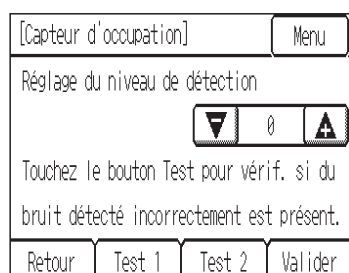 [Capteur d'occupation] Menu
Réglage du niveau de détection
0
Touchez le bouton Test pour vérif. si du
bruit détecté incorrectement est présent.
Retour Test 1 Test 2 Valider